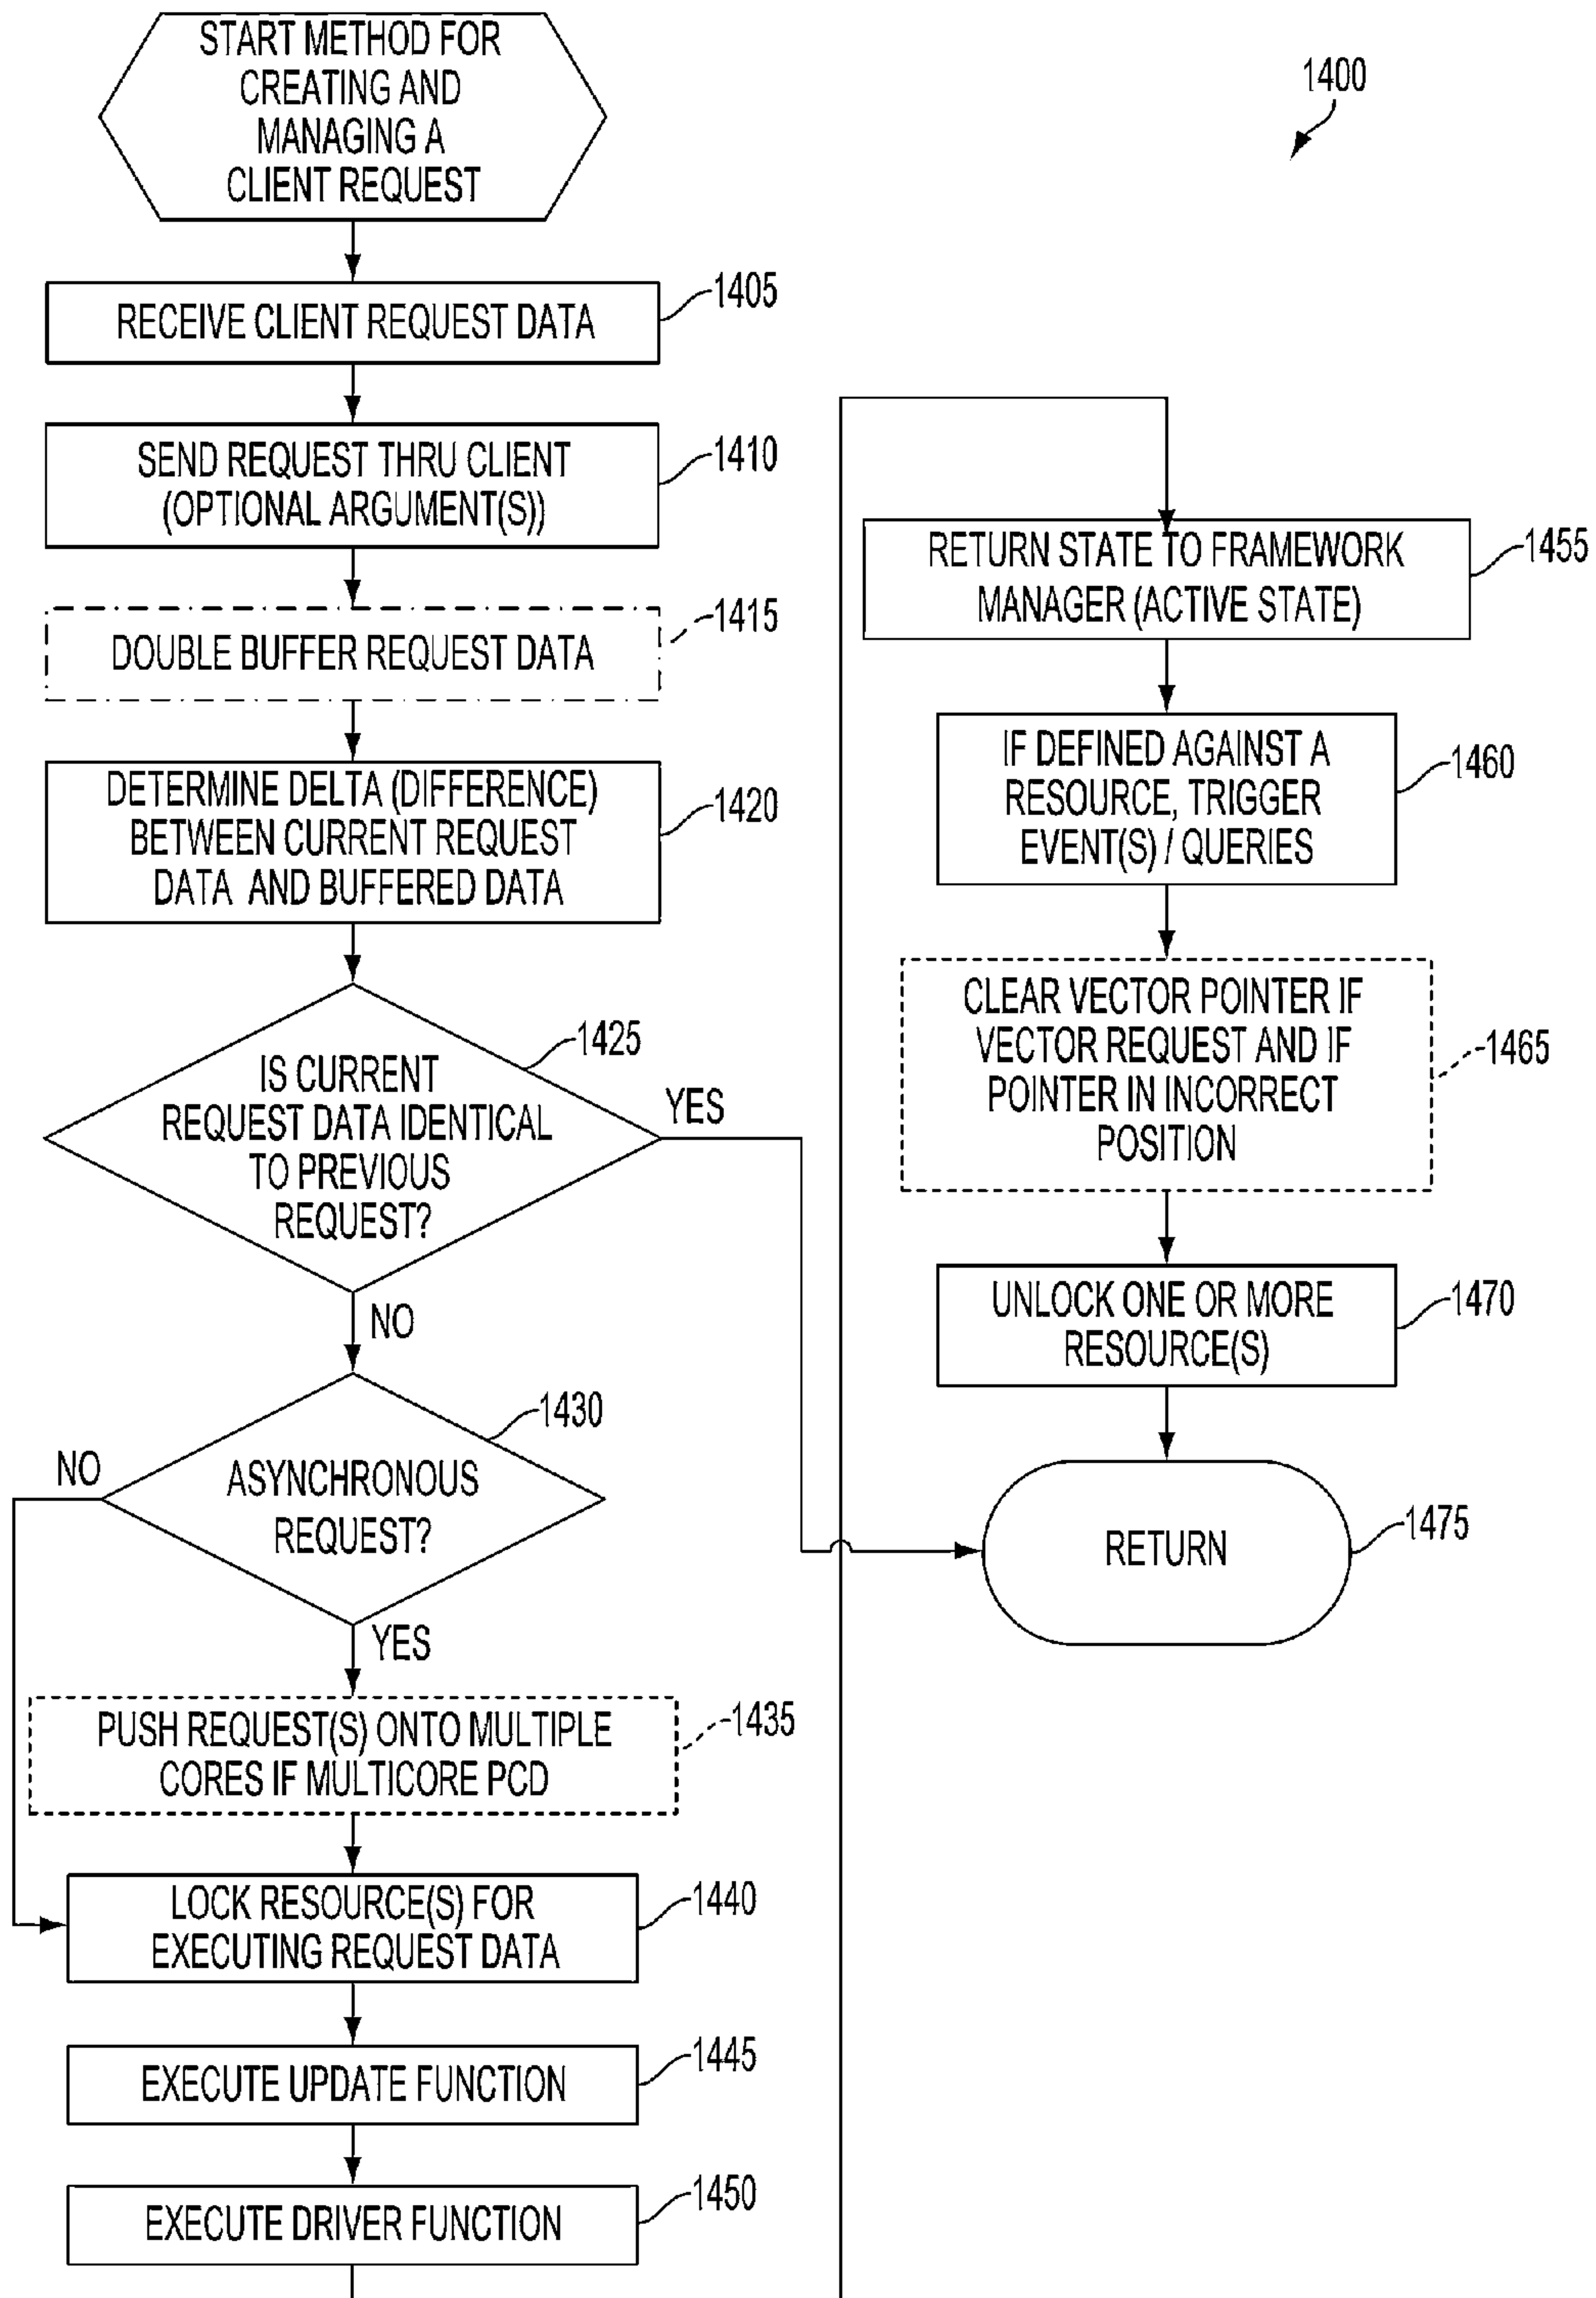 START METHOD FOR
CREATING AND
MANAGING A
CLIENT REQUEST
1400
RECEIVE CLIENT REQUEST DATA
1405
SEND REQUEST THRU CLIENT
(OPTIONAL ARGUMENT(S))
1410
DOUBLE BUFFER REQUEST DATA
1415
DETERMINE DELTA (DIFFERENCE)
BETWEEN CURRENT REQUEST
DATA AND BUFFERED DATA
1420
IS CURRENT
REQUEST DATA IDENTICAL
TO PREVIOUS
REQUEST?
1425
YES
NO
ASYNCHRONOUS
REQUEST?
1430
NO
YES
PUSH REQUEST(S) ONTO MULTIPLE
CORES IF MULTICORE PCD
1435
LOCK RESOURCE(S) FOR
EXECUTING REQUEST DATA
1440
EXECUTE UPDATE FUNCTION
1445
EXECUTE DRIVER FUNCTION
1450
RETURN STATE TO FRAMEWORK
MANAGER (ACTIVE STATE)
1455
IF DEFINED AGAINST A
RESOURCE, TRIGGER
EVENT(S) / QUERIES
1460
CLEAR VECTOR POINTER IF
VECTOR REQUEST AND IF
POINTER IN INCORRECT
POSITION
1465
UNLOCK ONE OR MORE
RESOURCE(S)
1470
RETURN
1475